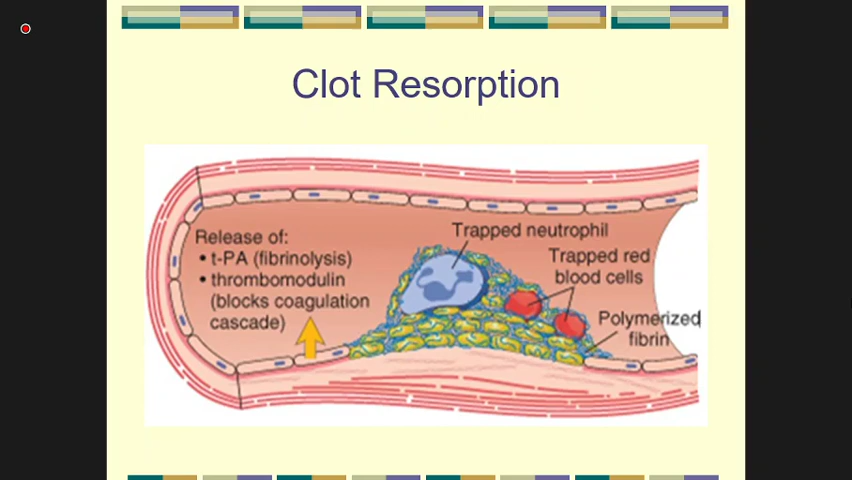 Clot Resorption
Release of:
• t-PA (fibrinolysis)
• thrombomodulin
(blocks coagulation
cascade)
Trapped neutrophil
Trapped red
blood cells
Polymerized
fibrin